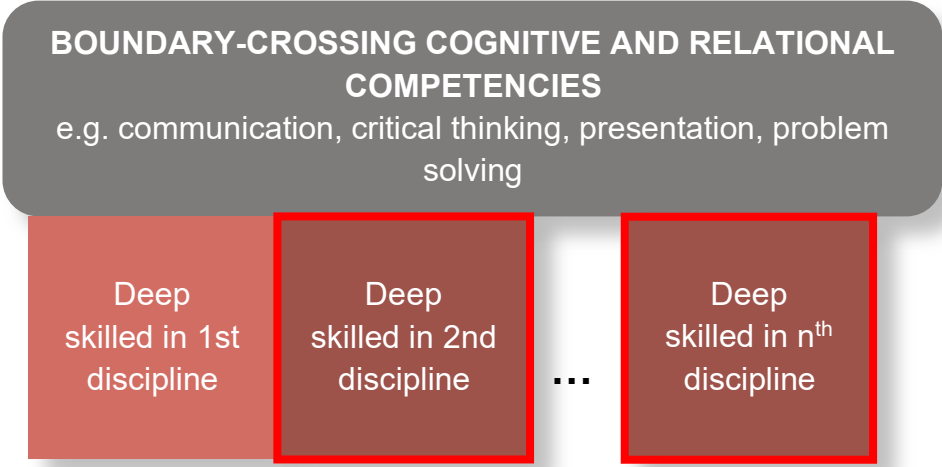 BOUNDARY-CROSSING COGNITIVE AND RELATIONAL
COMPETENCIES
e.g. communication, critical thinking, presentation, problem
solving
Deep
skilled in 1st
discipline
Deep
skilled in 2nd
discipline
...
Deep
skilled in nth
discipline